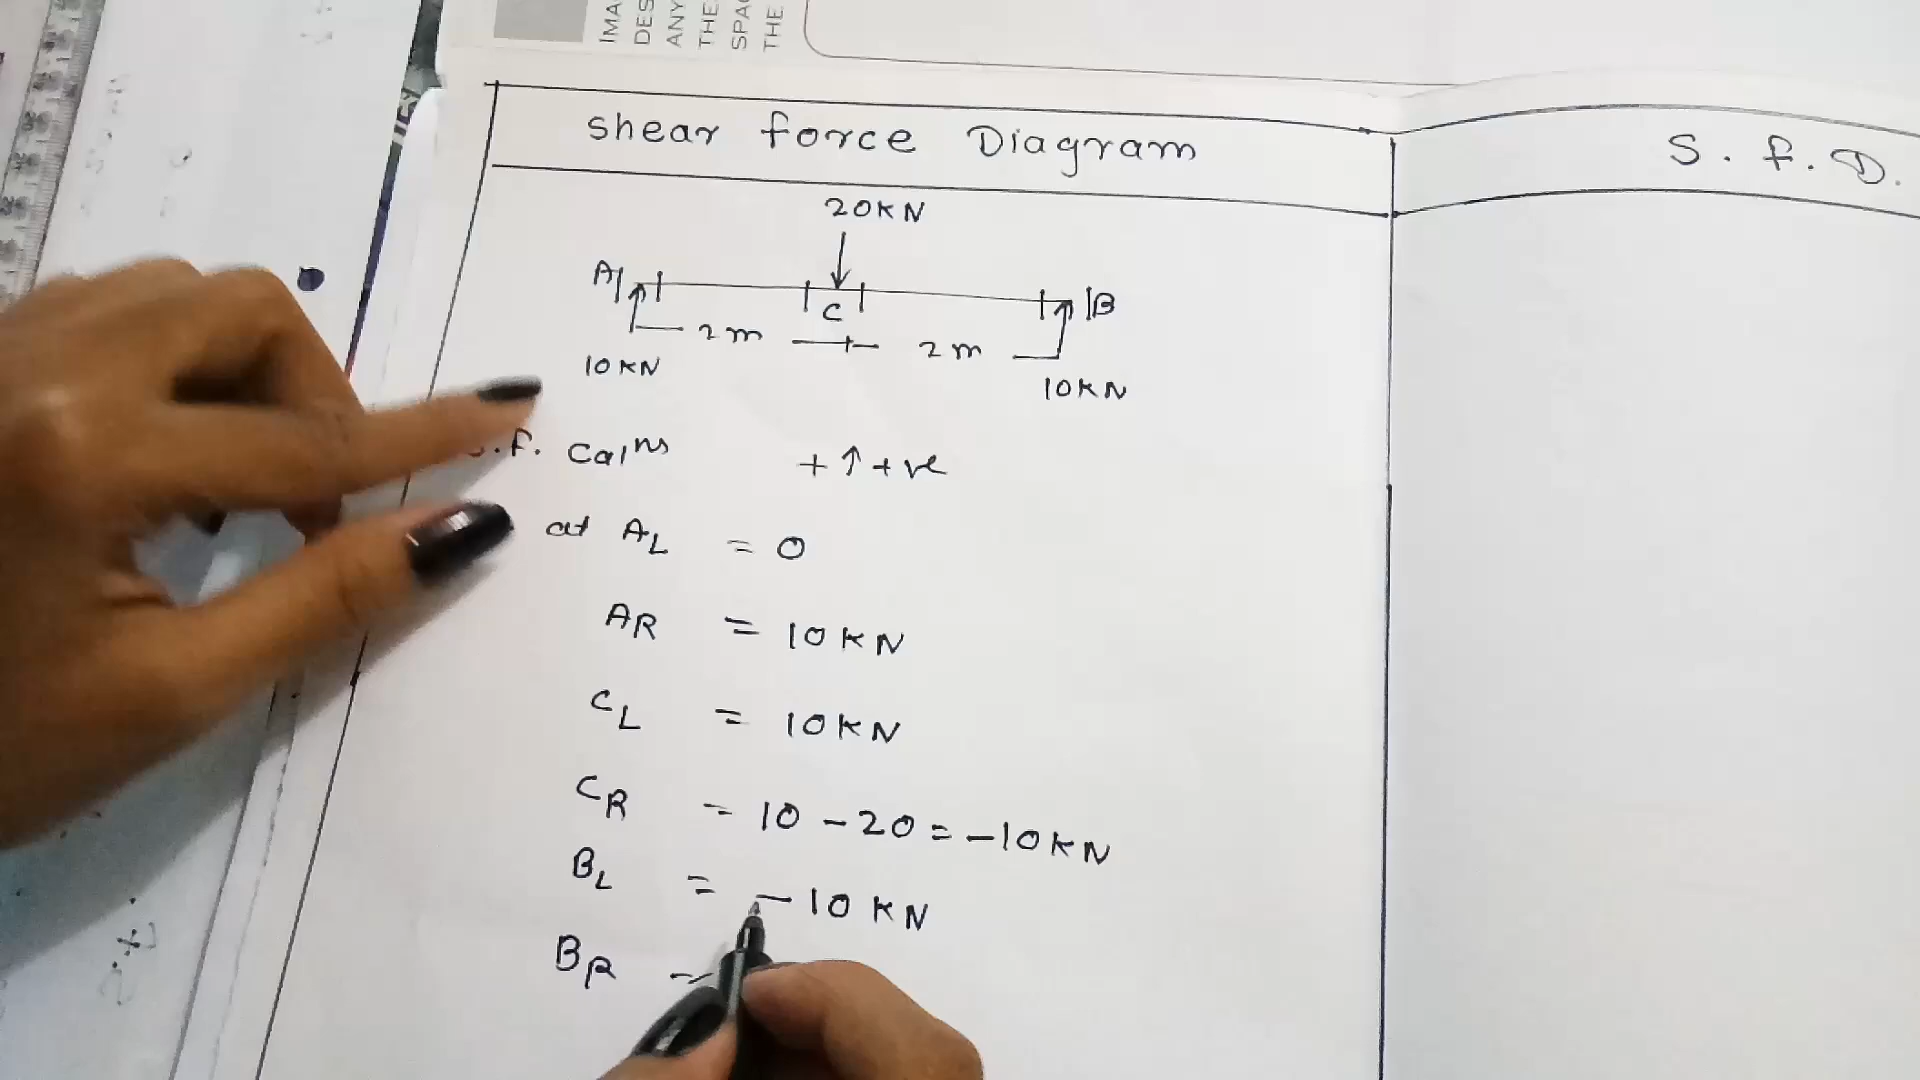 shear force Diagram
S.F.D.
20KN
A
C
B
2m
2m
10KN
10KN
.F. Calns +↑+ve
at AL = 0
AR = 10KN
CL = 10KN
CR = 10 - 20 = -10KN
BL = -10KN
BR =
THE